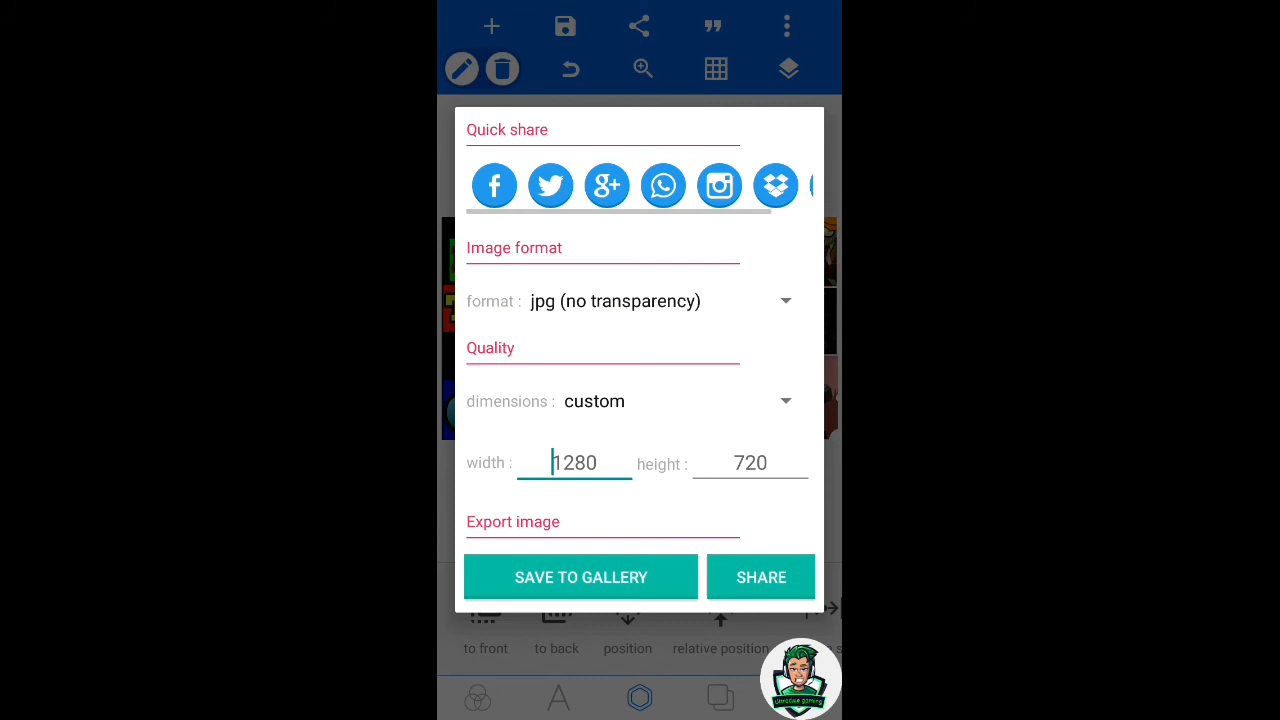 Quick share
Image format
format : jpg (no transparency)
Quality
dimensions : custom
width : 1280 height : 720
Export image
SAVE TO GALLERY SHARE
to front to back position relative position